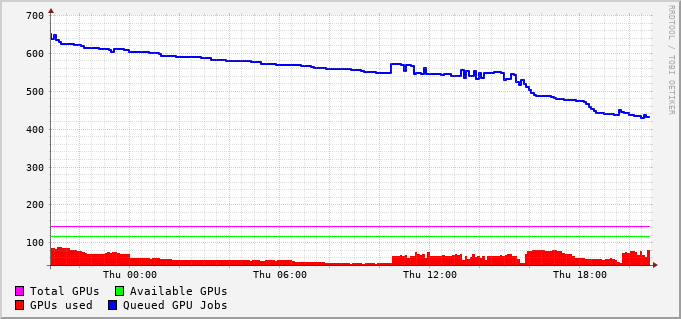 700
600
500
400
300
200
100
Thu 00:00 Thu 06:00 Thu 12:00 Thu 18:00
Total GPUs Available GPUs
GPUs used Queued GPU Jobs
RRDTOOL / TOBI OETIKER